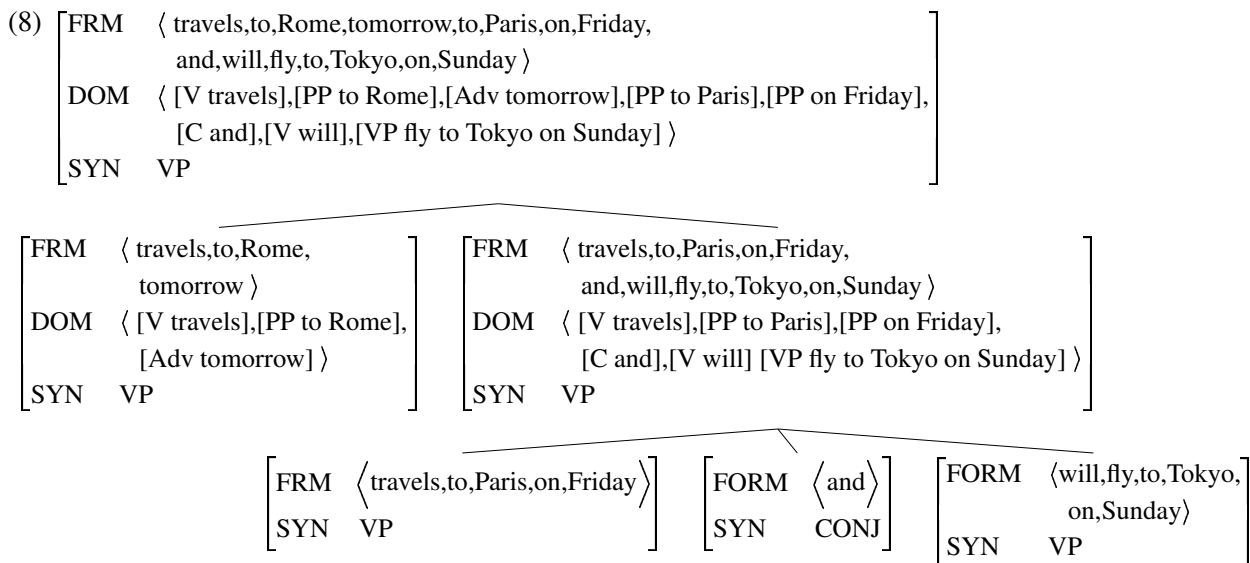 (8)
FRM ⟨ travels,to,Rome,tomorrow,to,Paris,on,Friday,
and,will,fly,to,Tokyo,on,Sunday ⟩
DOM ⟨ [V travels],[PP to Rome],[Adv tomorrow],[PP to Paris],[PP on Friday],
[C and],[V will],[VP fly to Tokyo on Sunday] ⟩
SYN VP
FRM ⟨ travels,to,Rome,
tomorrow ⟩
DOM ⟨ [V travels],[PP to Rome],
[Adv tomorrow] ⟩
SYN VP
FRM ⟨ travels,to,Paris,on,Friday,
and,will,fly,to,Tokyo,on,Sunday ⟩
DOM ⟨ [V travels],[PP to Paris],[PP on Friday],
[C and],[V will] [VP fly to Tokyo on Sunday] ⟩
SYN VP
FRM ⟨travels,to,Paris,on,Friday⟩
SYN VP
FORM ⟨and⟩
SYN CONJ
FORM ⟨will,fly,to,Tokyo,
on,Sunday⟩
SYN VP